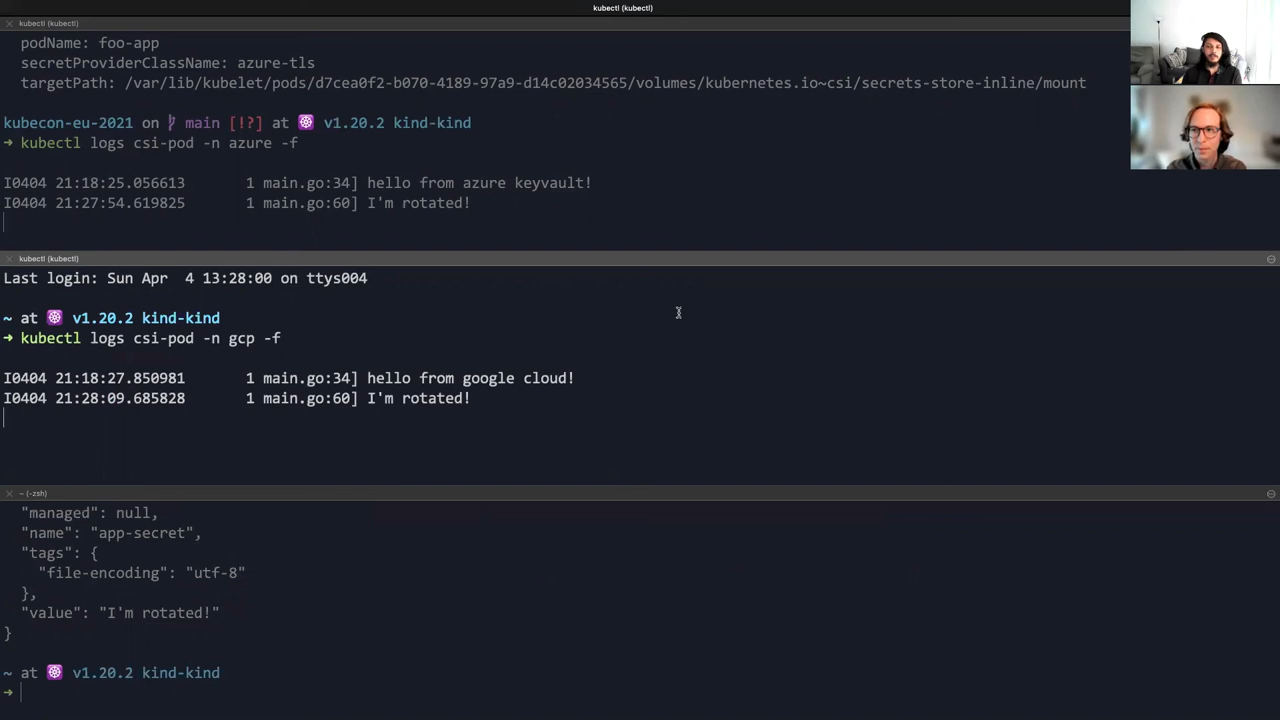 kubectl (kubectl)
kubectl (kubectl)
podName: foo-app
secretProviderClassName: azure-tls
targetPath: /var/lib/kubelet/pods/d7cea0f2-b070-4189-97a9-d14c02034565/volumes/kubernetes.io~csi/secrets-store-inline/mount
kubecon-eu-2021 on main [!?] at v1.20.2 kind-kind
➜ kubectl logs csi-pod -n azure -f
I0404 21:18:25.056613 1 main.go:34] hello from azure keyvault!
I0404 21:27:54.619825 1 main.go:60] I'm rotated!
kubectl (kubectl)
Last login: Sun Apr 4 13:28:00 on ttys004
~ at v1.20.2 kind-kind
➜ kubectl logs csi-pod -n gcp -f
I0404 21:18:27.850981 1 main.go:34] hello from google cloud!
I0404 21:28:09.685828 1 main.go:60] I'm rotated!
~ (-zsh)
"managed": null,
"name": "app-secret",
"tags": {
"file-encoding": "utf-8"
},
"value": "I'm rotated!"
}
~ at v1.20.2 kind-kind
➜